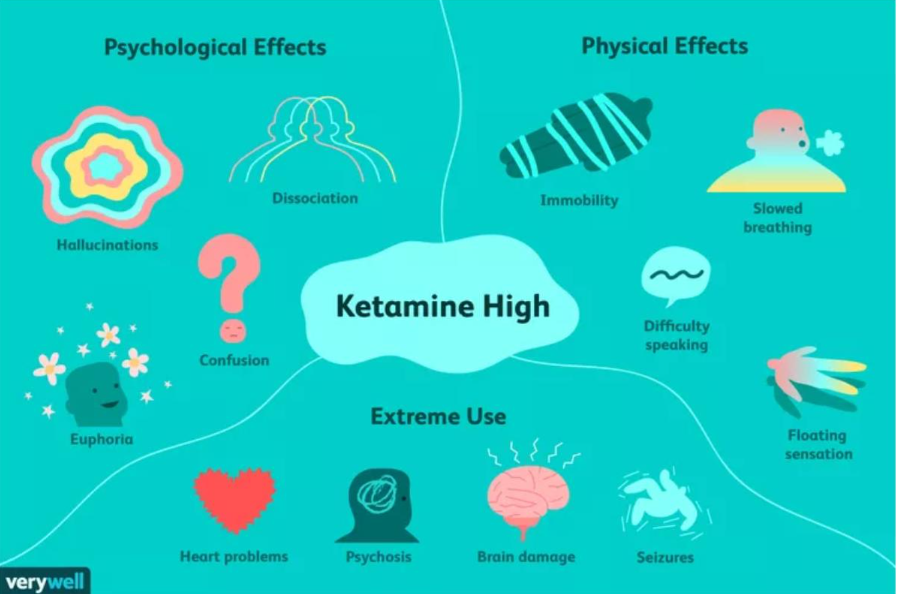 Psychological Effects
Hallucinations
Dissociation
Confusion
Euphoria
Physical Effects
Immobility
Slowed
breathing
Difficulty
speaking
Floating
sensation
Ketamine High
Extreme Use
Heart problems
Psychosis
Brain damage
Seizures
verywell